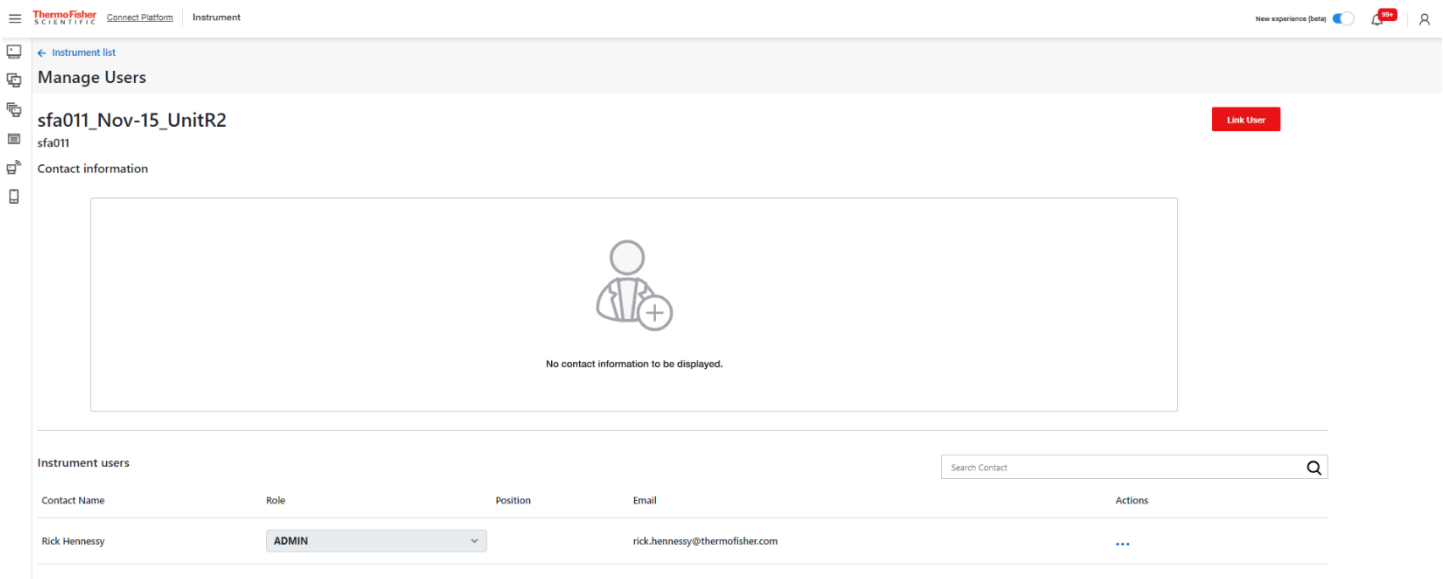 ThermoFisher
SCIENTIFIC
Connect Platform
Instrument
New experience (beta)
99+
Instrument list
Manage Users
sfa011_Nov-15_UnitR2
Link User
sfa011
Contact information
No contact information to be displayed.
Instrument users
Search Contact
Contact Name Role Position Email Actions
Rick Hennessy ADMIN rick.hennessy@thermofisher.com